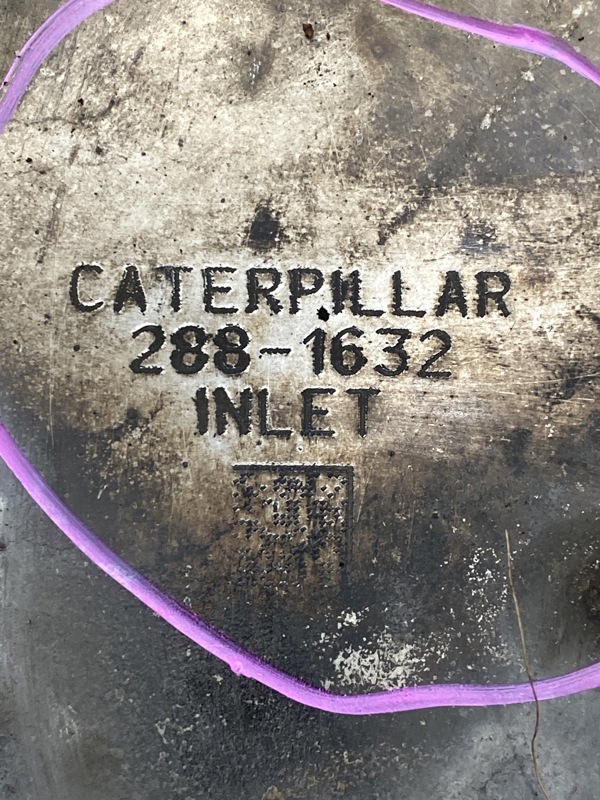 CATERPILLAR
288-1632
INLET